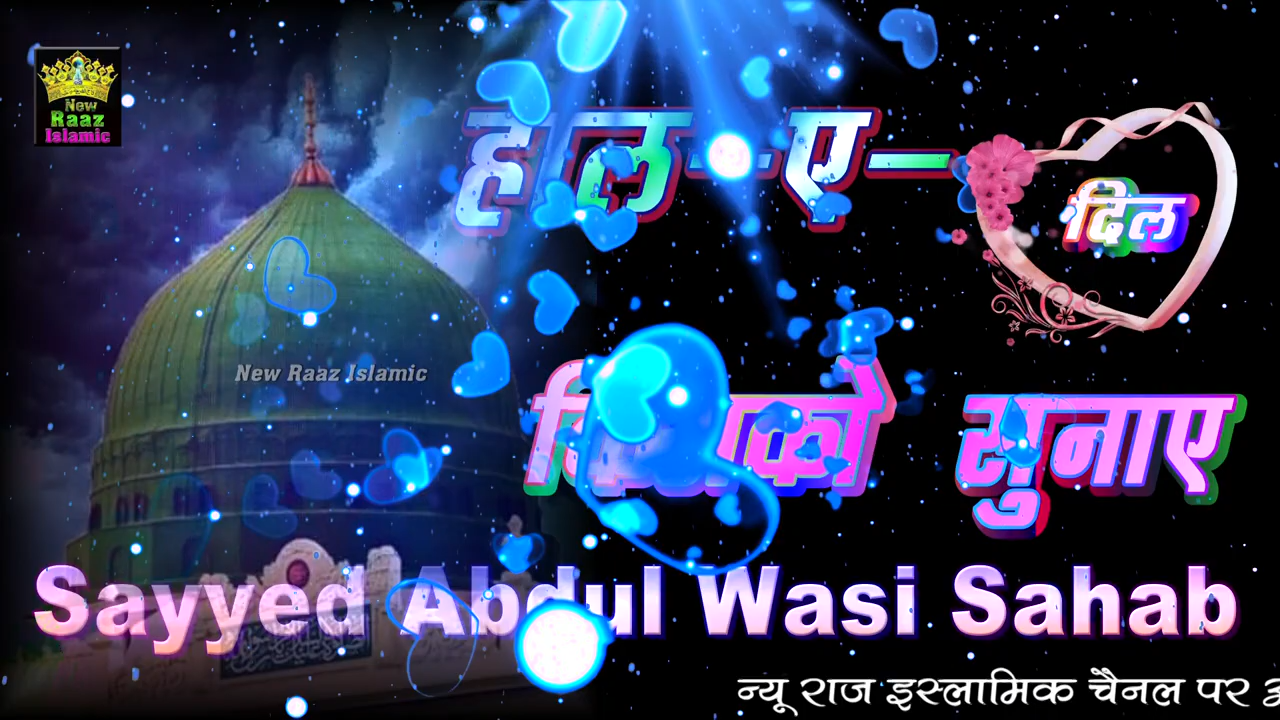 New
Raaz
Islamic
हाल-ए-
दिल
New Raaz Islamic
सुनाए
Sayyed Abdul Wasi Sahab
न्यू राज इस्लामिक चैनल पर